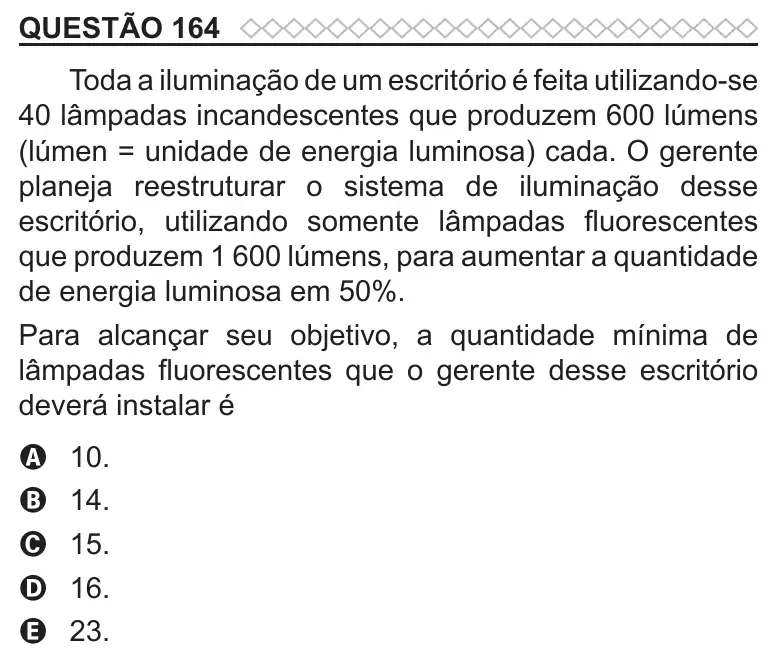 QUESTÃO 164
Toda a iluminação de um escritório é feita utilizando-se
40 lâmpadas incandescentes que produzem 600 lúmens
(lúmen = unidade de energia luminosa) cada. O gerente
planeja reestruturar o sistema de iluminação desse
escritório, utilizando somente lâmpadas fluorescentes
que produzem 1 600 lúmens, para aumentar a quantidade
de energia luminosa em 50%.
Para alcançar seu objetivo, a quantidade mínima de
lâmpadas fluorescentes que o gerente desse escritório
deverá instalar é
A 10.
B 14.
C 15.
D 16.
E 23.